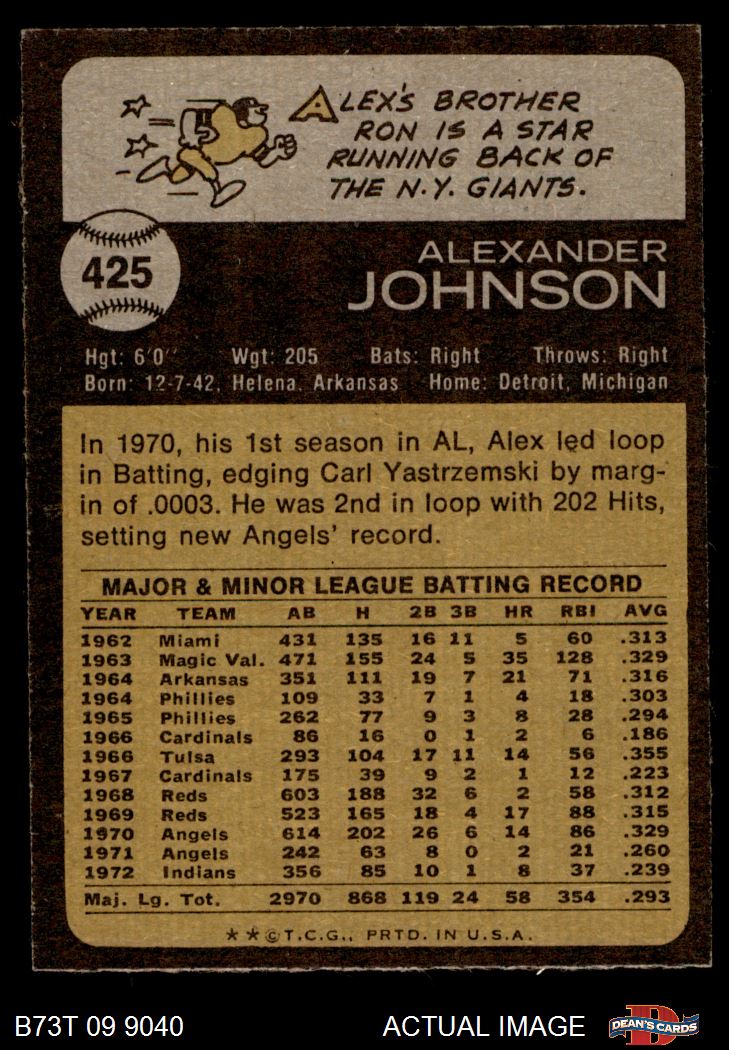 ALEX'S BROTHER
RON IS A STAR
RUNNING BACK OF
THE N.Y. GIANTS.
425
ALEXANDER
JOHNSON
Hgt: 6'0" Wgt: 205 Bats: Right Throws: Right
Born: 12-7-42, Helena, Arkansas Home: Detroit, Michigan
In 1970, his 1st season in AL, Alex led loop
in Batting, edging Carl Yastrzemski by marg-
in of .0003. He was 2nd in loop with 202 Hits,
setting new Angels' record.
MAJOR & MINOR LEAGUE BATTING RECORD
YEAR TEAM AB H 2B 3B HR RBI AVG
1962 Miami 431 135 16 11 5 60 .313
1963 Magic Val. 471 155 24 5 35 128 .329
1964 Arkansas 351 111 19 7 21 71 .316
1964 Phillies 109 33 7 1 4 18 .303
1965 Phillies 262 77 9 3 8 28 .294
1966 Cardinals 86 16 0 1 2 6 .186
1966 Tulsa 293 104 17 11 14 56 .355
1967 Cardinals 175 39 9 2 1 12 .223
1968 Reds 603 188 32 6 2 58 .312
1969 Reds 523 165 18 4 17 88 .315
1970 Angels 614 202 26 6 14 86 .329
1971 Angels 242 63 8 0 2 21 .260
1972 Indians 356 85 10 1 8 37 .239
Maj. Lg. Tot. 2970 868 119 24 58 354 .293
★★©T.C.G., PRTD. IN U.S.A.
B73T 09 9040 ACTUAL IMAGE D DEAN'S CARDS